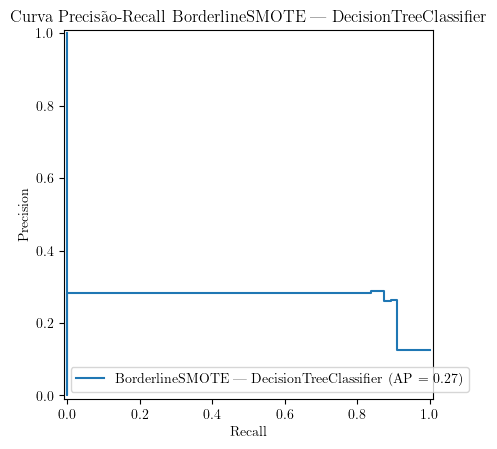 Curva Precisão-Recall BorderlineSMOTE — DecisionTreeClassifier
1.0
0.8
0.6
0.4
0.2
0.0
Precision
BorderlineSMOTE — DecisionTreeClassifier (AP = 0.27)
0.0 0.2 0.4 0.6 0.8 1.0
Recall